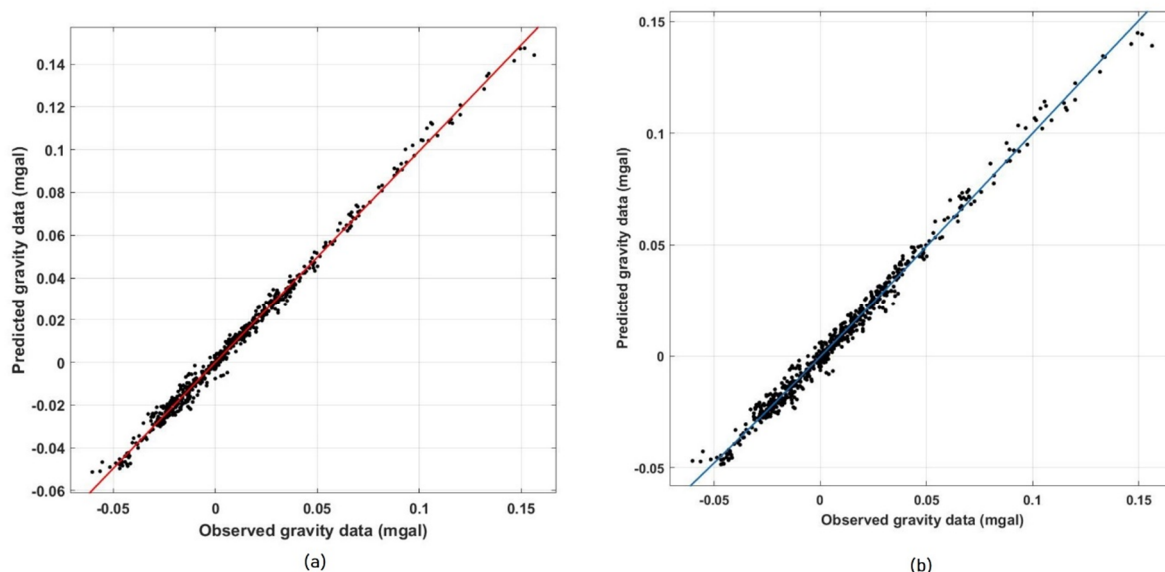 0.14
0.12
0.1
0.08
0.06
0.04
0.02
0
-0.02
-0.04
-0.06
Predicted gravity data (mgal)
-0.05 0 0.05 0.1 0.15
Observed gravity data (mgal)
(a)
0.15
0.1
0.05
0
-0.05
Predicted gravity data (mgal)
-0.05 0 0.05 0.1 0.15
Observed gravity data (mgal)
(b)